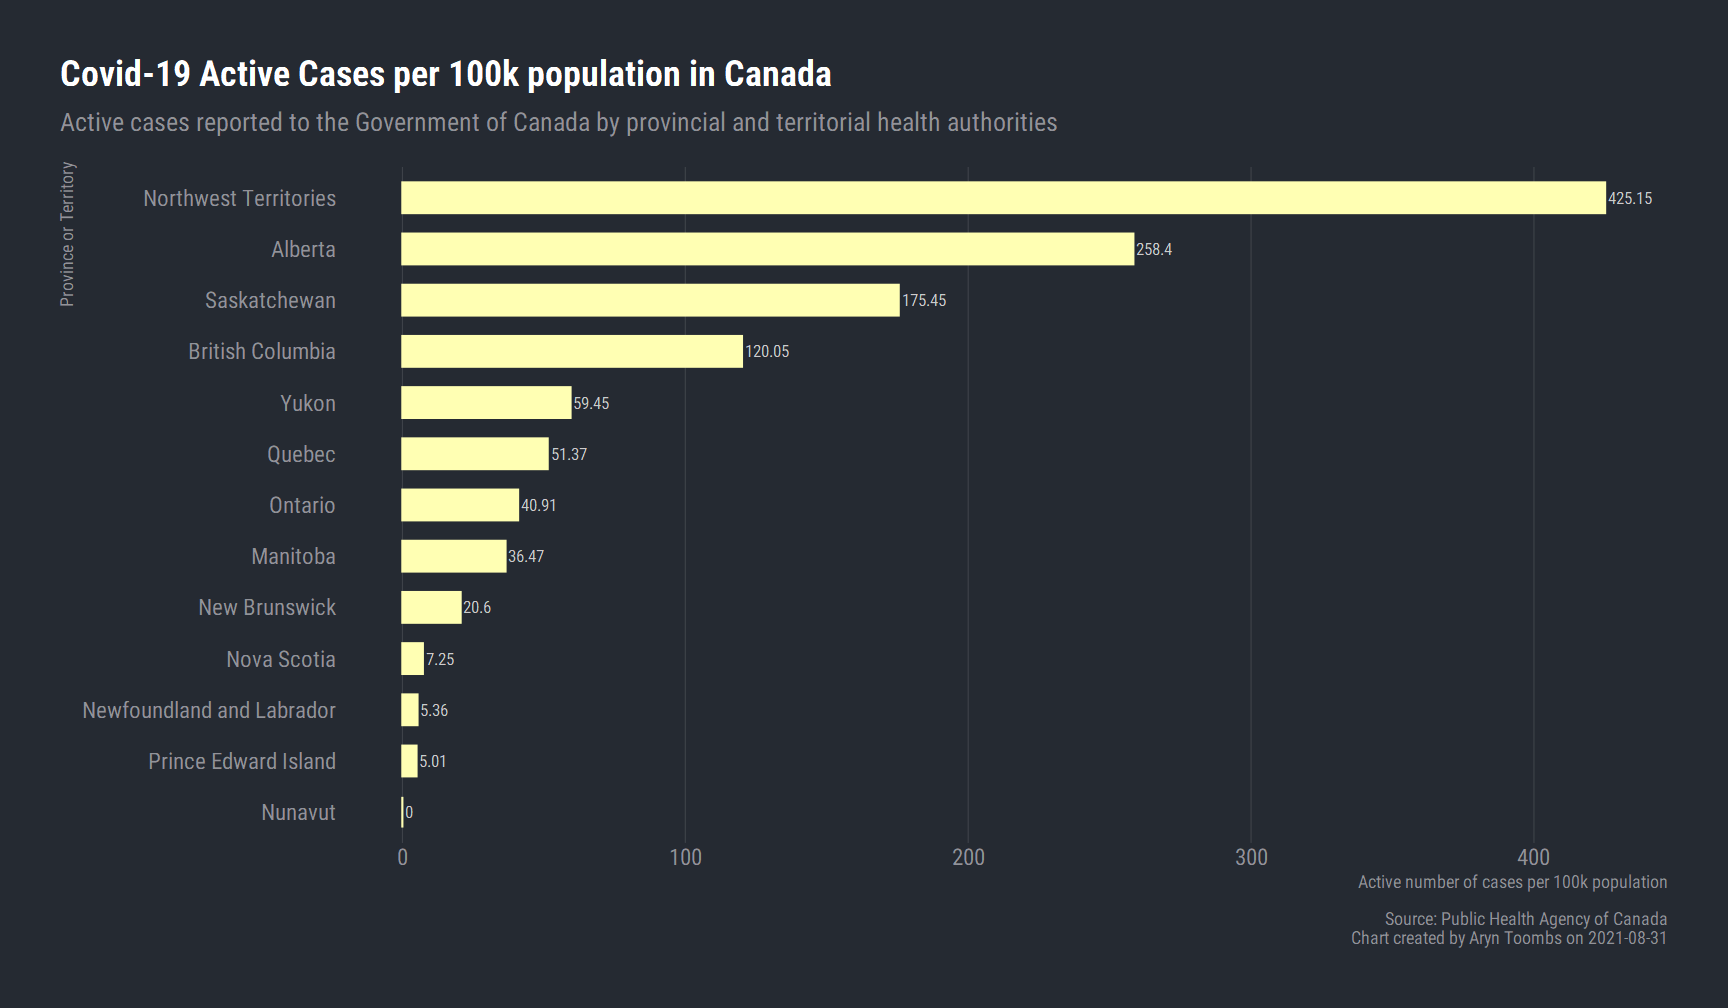 Covid-19 Active Cases per 100k population in Canada
Active cases reported to the Government of Canada by provincial and territorial health authorities
Province or Territory
Northwest Territories 425.15
Alberta 258.4
Saskatchewan 175.45
British Columbia 120.05
Yukon 59.45
Quebec 51.37
Ontario 40.91
Manitoba 36.47
New Brunswick 20.6
Nova Scotia 7.25
Newfoundland and Labrador 5.36
Prince Edward Island 5.01
Nunavut 0
0 100 200 300 400
Active number of cases per 100k population
Source: Public Health Agency of Canada
Chart created by Aryn Toombs on 2021-08-31